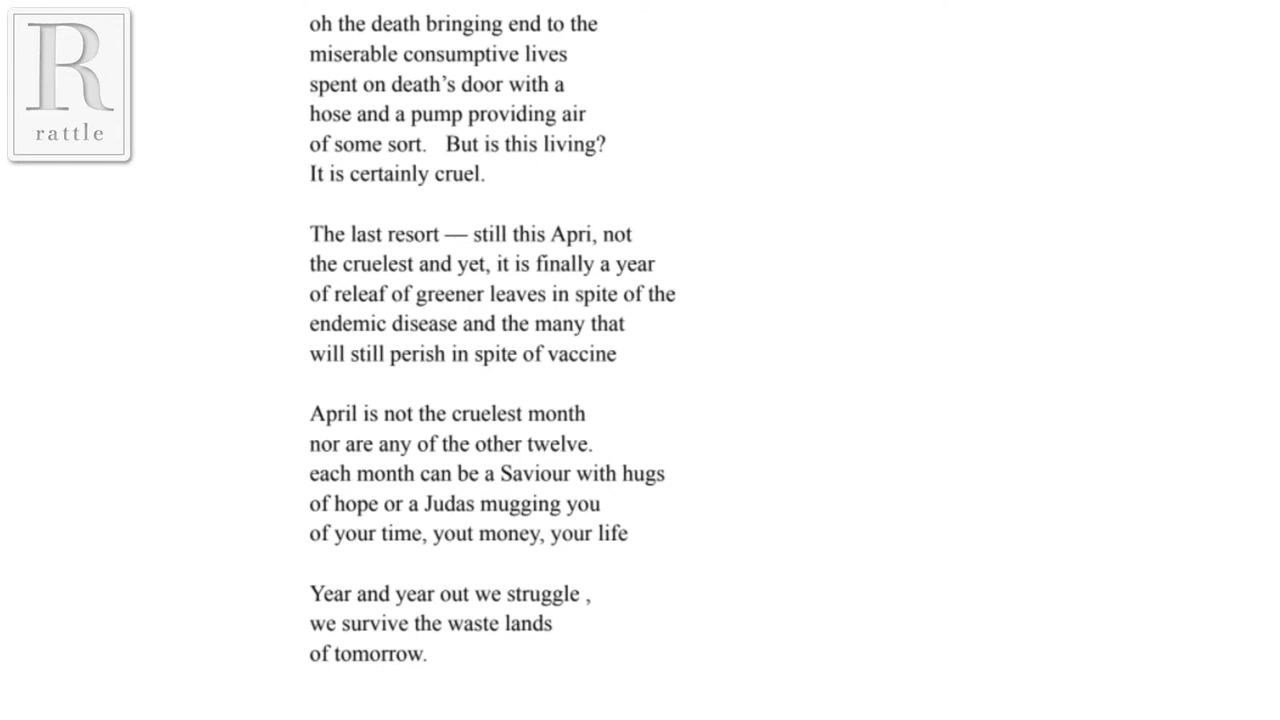 R
rattle
oh the death bringing end to the
miserable consumptive lives
spent on death’s door with a
hose and a pump providing air
of some sort.   But is this living?
It is certainly cruel.

The last resort — still this Apri, not
the cruelest and yet, it is finally a year
of releaf of greener leaves in spite of the
endemic disease and the many that
will still perish in spite of vaccine

April is not the cruelest month
nor are any of the other twelve.
each month can be a Saviour with hugs
of hope or a Judas mugging you
of your time, yout money, your life

Year and year out we struggle ,
we survive the waste lands
of tomorrow.